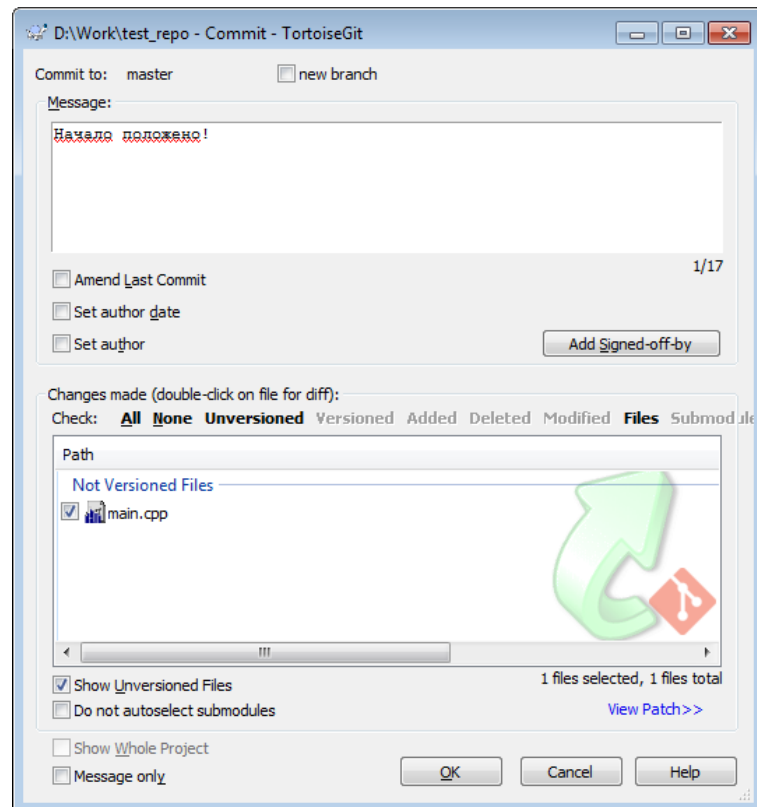 D:\Work\test_repo - Commit - TortoiseGit
Commit to: master new branch
Message:
Начало положено!
1/17
Amend Last Commit
Set author date
Set author
Add Signed-off-by
Changes made (double-click on file for diff):
Check: All None Unversioned Versioned Added Deleted Modified Files Submodule
Path
Not Versioned Files
main.cpp
Show Unversioned Files
1 files selected, 1 files total
Do not autoselect submodules
View Patch>>
Show Whole Project
Message only
OK Cancel Help